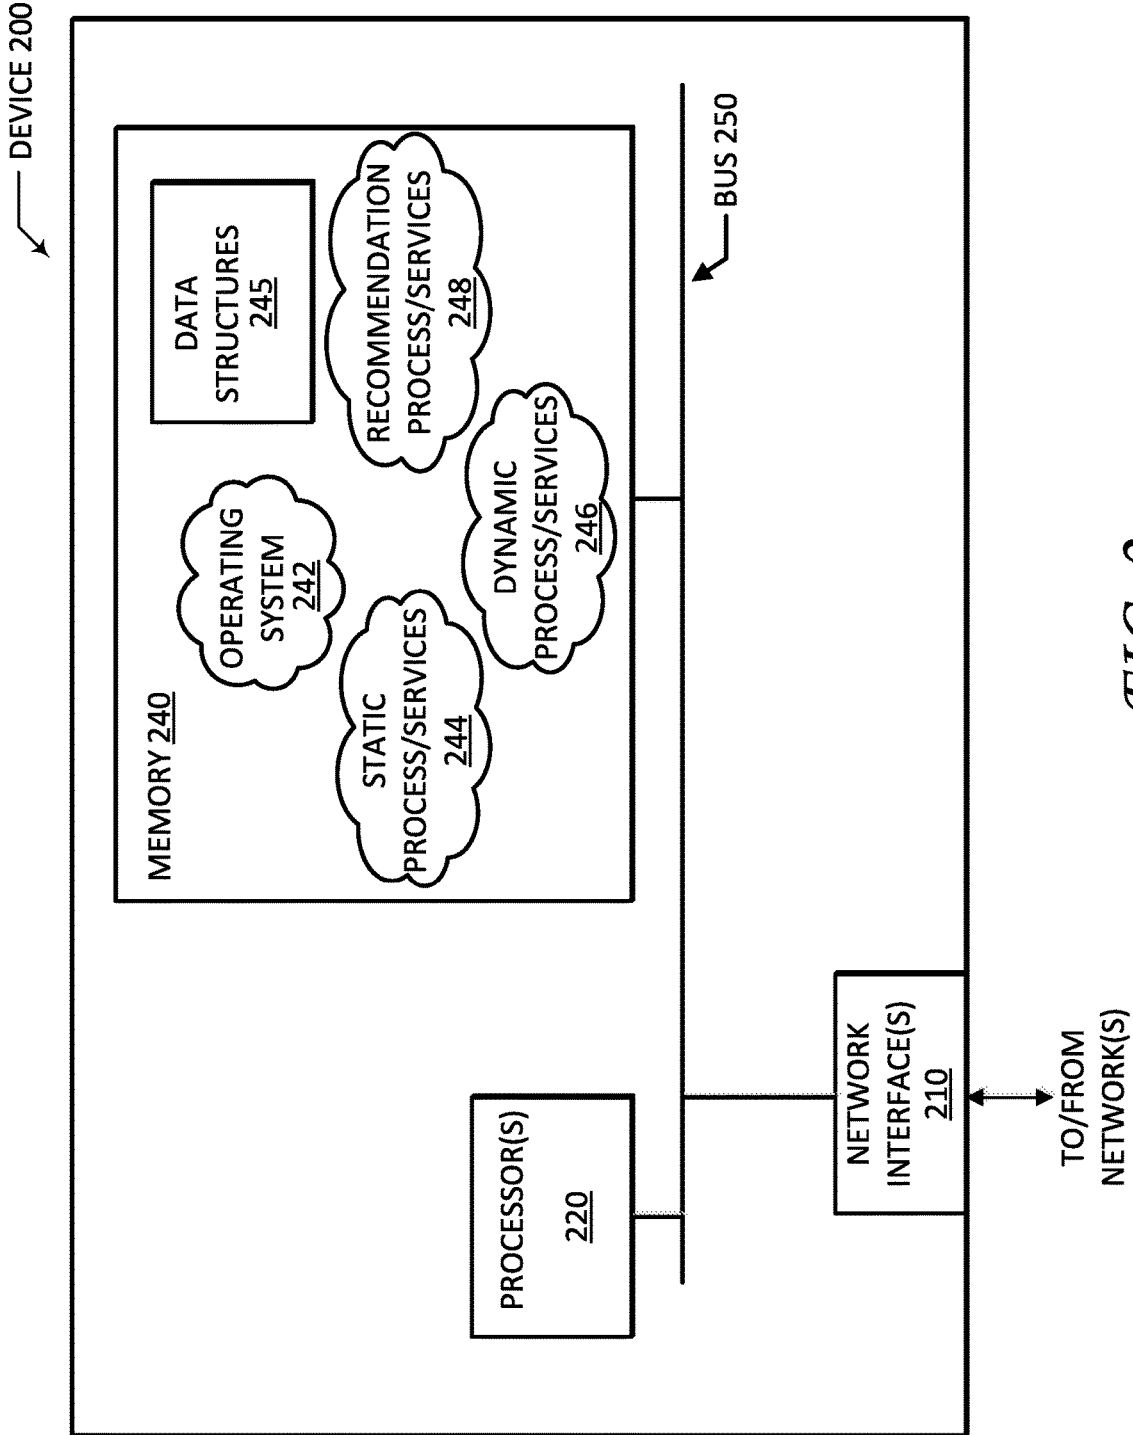 DEVICE 200
MEMORY 240
OPERATING
SYSTEM
242
DATA
STRUCTURES
245
STATIC
PROCESS/SERVICES
244
RECOMMENDATION
PROCESS/SERVICES
248
DYNAMIC
PROCESS/SERVICES
246
PROCESSOR(S)
220
BUS 250
NETWORK
INTERFACE(S)
210
TO/FROM
NETWORK(S)
FIG.